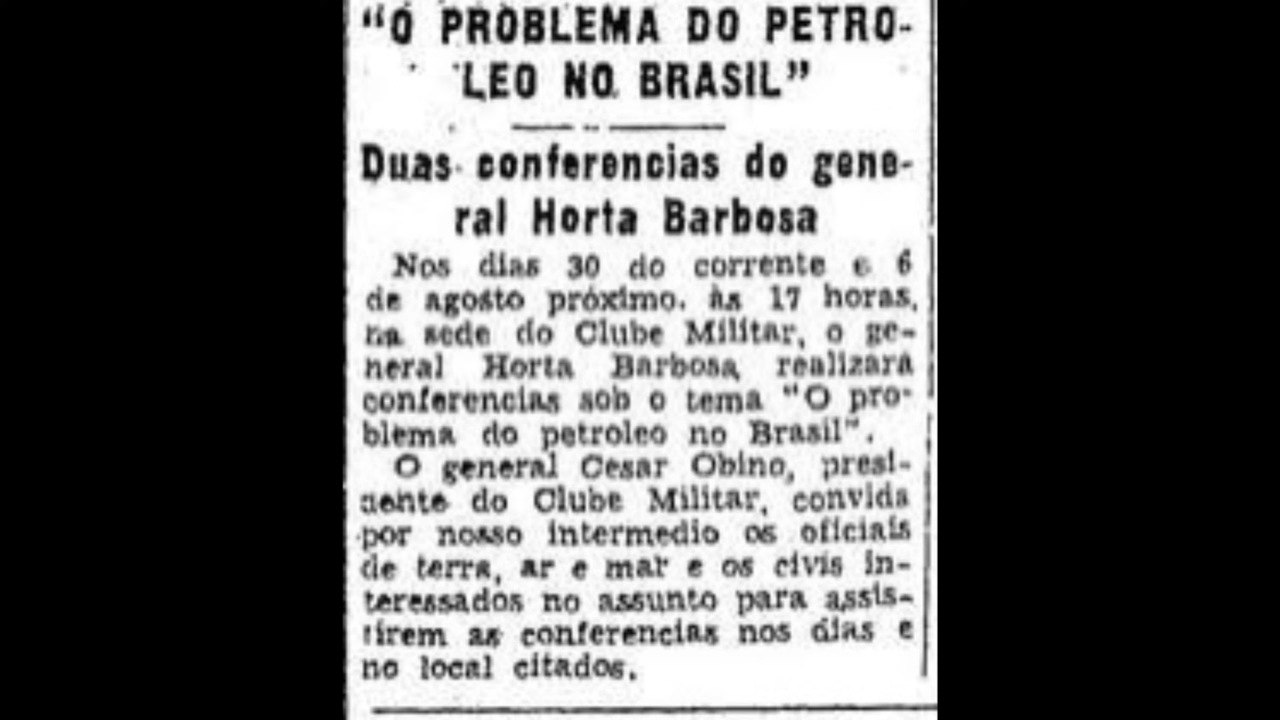 "O PROBLEMA DO PETRO-
LEO NO BRASIL"
Duas conferencias do gene-
ral Horta Barbosa
Nos dias 30 do corrente e 6
de agosto próximo, às 17 horas,
na sede do Clube Militar, o ge-
neral Horta Barbosa realizará
conferencias sob o tema "O pro-
blema do petroleo no Brasil".
O general Cesar Obino, presi-
dente do Clube Militar, convida
por nosso intermedio os oficiais
de terra, ar e mar e os civis in-
teressados no assunto para assis-
tirem as conferencias nos dias e
no local citados.